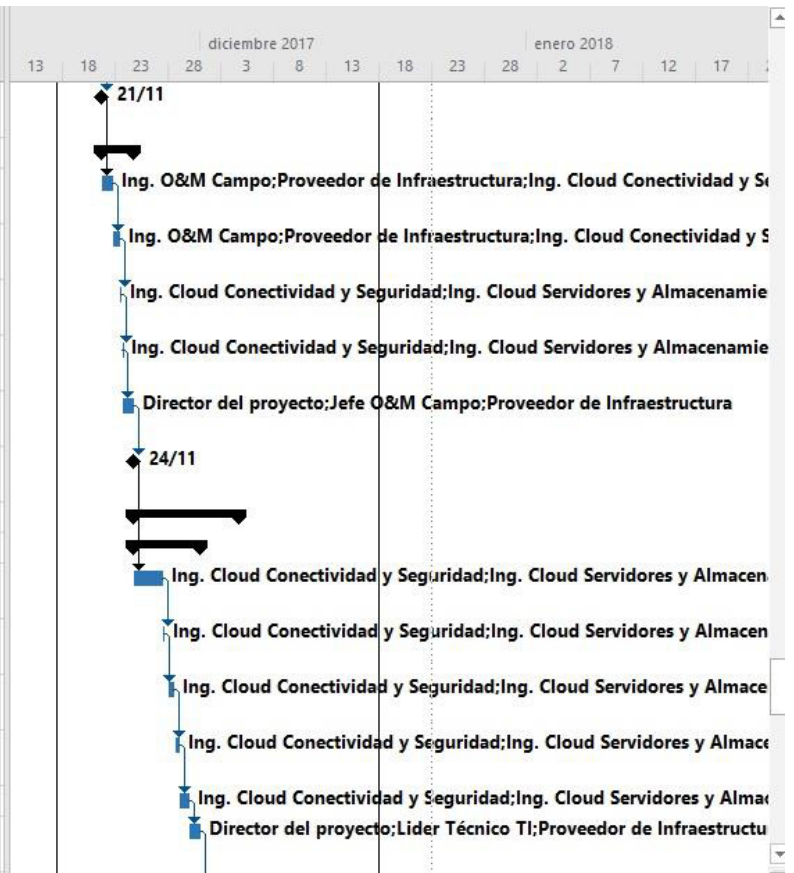 diciembre 2017 enero 2018
13 18 23 28 3 8 13 18 23 28 2 7 12 17
21/11
Ing. O&M Campo;Proveedor de Infraestructura;Ing. Cloud Conectividad y Se
Ing. O&M Campo;Proveedor de Infraestructura;Ing. Cloud Conectividad y S
Ing. Cloud Conectividad y Seguridad;Ing. Cloud Servidores y Almacenamie
Ing. Cloud Conectividad y Seguridad;Ing. Cloud Servidores y Almacenamie
Director del proyecto;Jefe O&M Campo;Proveedor de Infraestructura
24/11
Ing. Cloud Conectividad y Seguridad;Ing. Cloud Servidores y Almacen
Ing. Cloud Conectividad y Seguridad;Ing. Cloud Servidores y Almacen
Ing. Cloud Conectividad y Seguridad;Ing. Cloud Servidores y Almace
Ing. Cloud Conectividad y Seguridad;Ing. Cloud Servidores y Almace
Ing. Cloud Conectividad y Seguridad;Ing. Cloud Servidores y Almac
Director del proyecto;Lider Técnico TI;Proveedor de Infraestructu